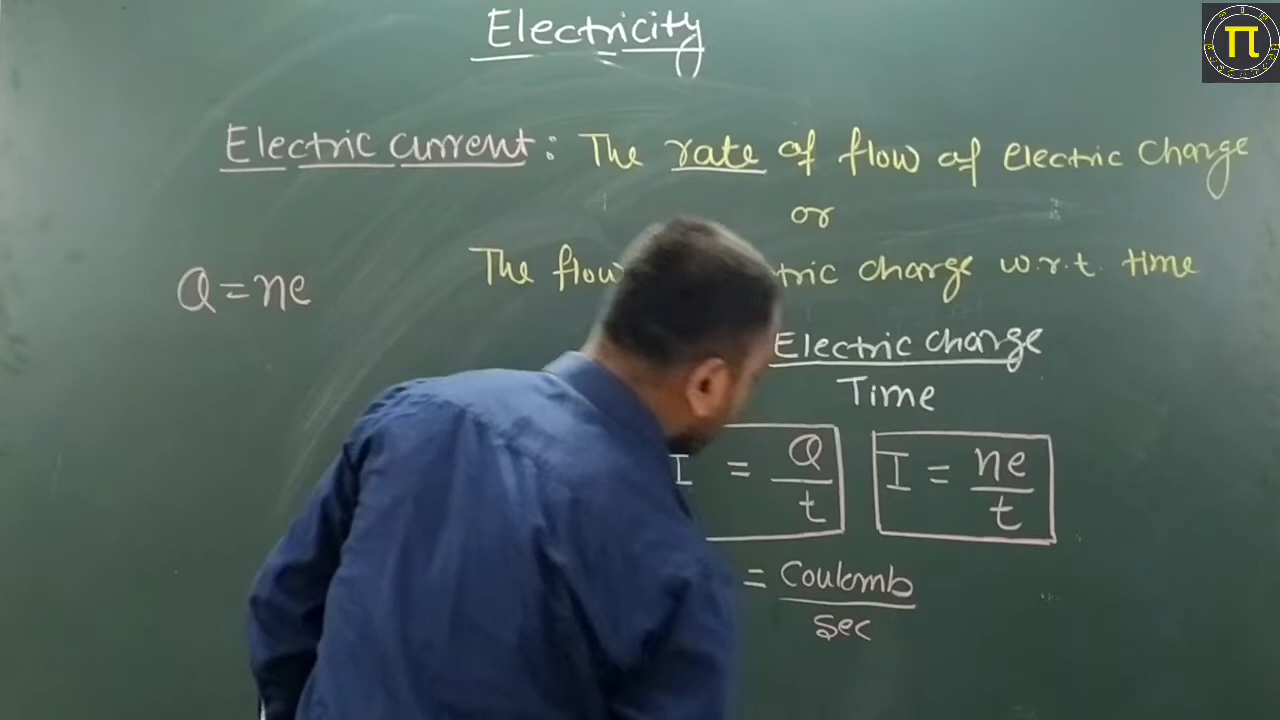 Electricity
Electric current : The rate of flow of electric charge
or
The flow tric charge w.r.t. time
Q = ne
Electric charge
Time
I = Q/t I = ne/t
= Coulomb/sec
π